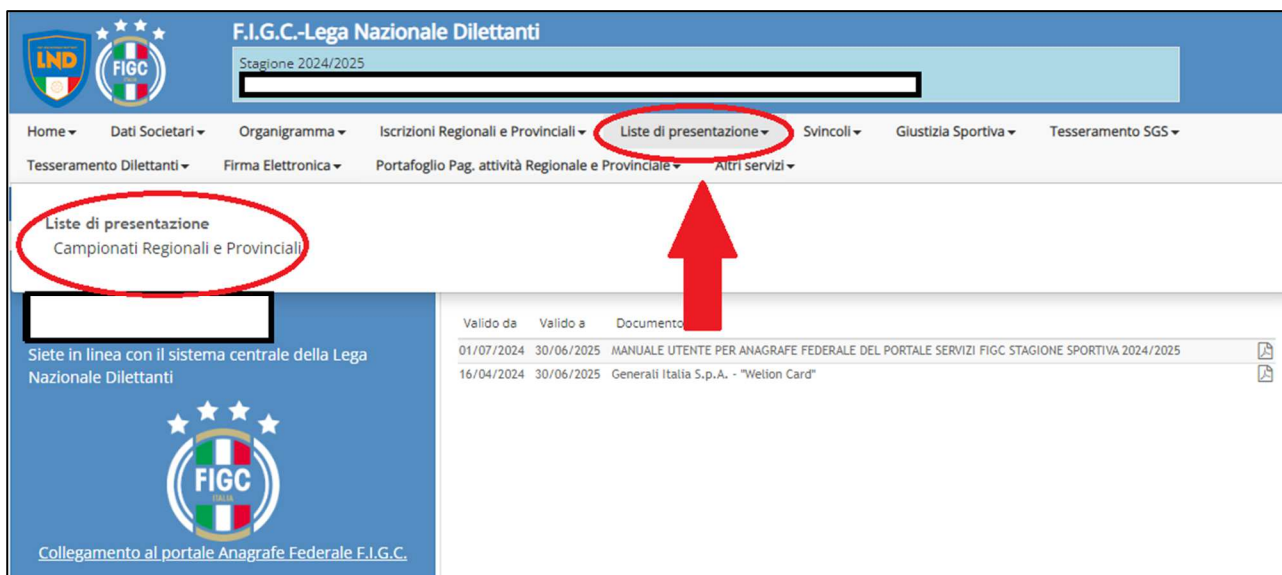 F.I.G.C.-Lega Nazionale Dilettanti
LND
FIGC
ITALIA
Stagione 2024/2025
Home Dati Societari Organigramma Iscrizioni Regionali e Provinciali Liste di presentazione Svincoli Giustizia Sportiva Tesseramento SGS
Tesseramento Dilettanti Firma Elettronica Portafoglio Pag. attività Regionale e Provinciale Altri servizi
Liste di presentazione
Campionati Regionali e Provinciali
Siete in linea con il sistema centrale della Lega
Nazionale Dilettanti
FIGC
ITALIA
Collegamento al portale Anagrafe Federale F.I.G.C.
Valido da Valido a Documento
01/07/2024 30/06/2025 MANUALE UTENTE PER ANAGRAFE FEDERALE DEL PORTALE SERVIZI FIGC STAGIONE SPORTIVA 2024/2025
16/04/2024 30/06/2025 Generali Italia S.p.A. - "Welion Card"